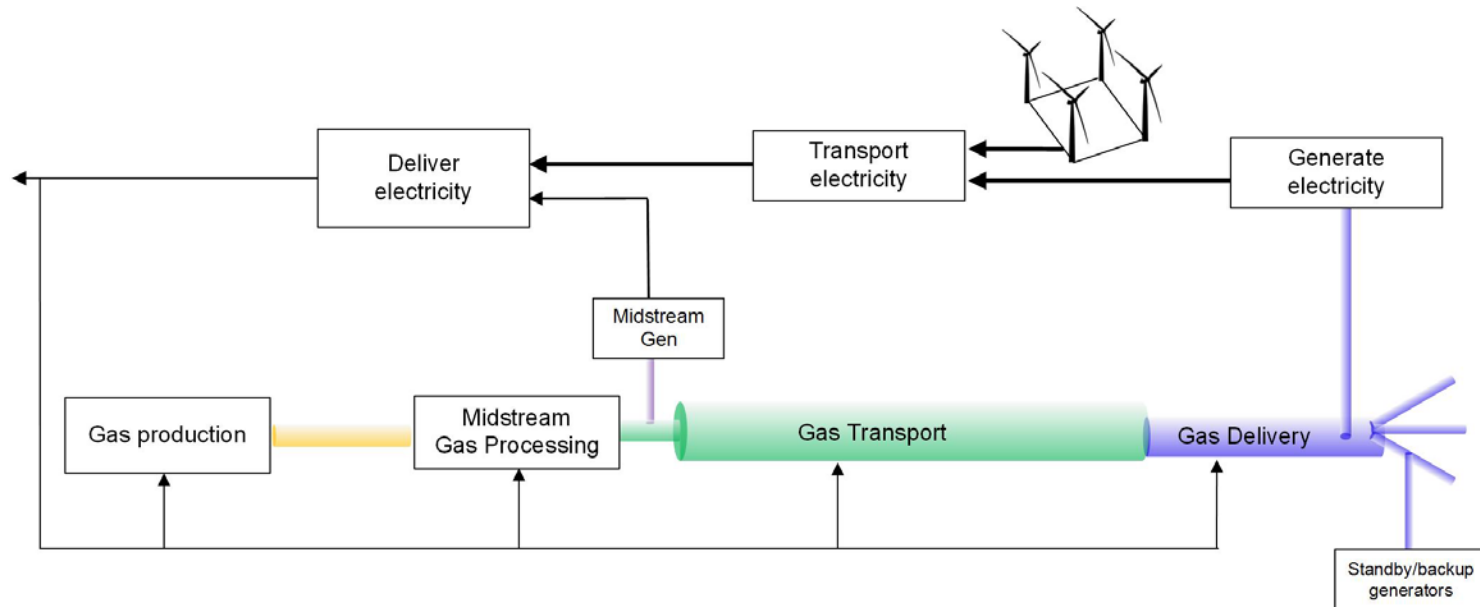 Deliver
electricity
Transport
electricity
Generate
electricity
Midstream
Gen
Gas production
Midstream
Gas Processing
Gas Transport
Gas Delivery
Standby/backup
generators